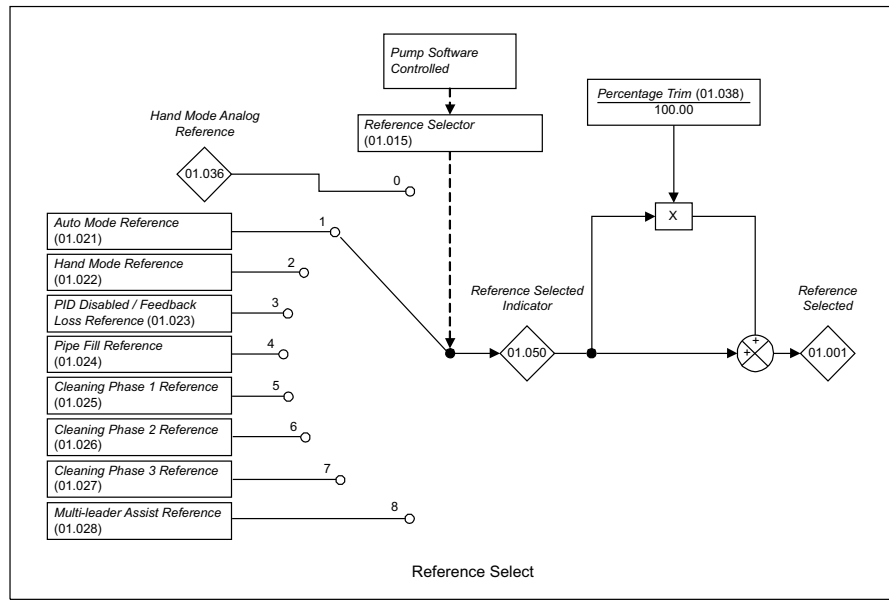 Pump Software
Controlled
Percentage Trim (01.038)
100.00
Hand Mode Analog
Reference
Reference Selector
(01.015)
01.036
0
X
Auto Mode Reference
(01.021)
1
Hand Mode Reference
(01.022)
2
PID Disabled / Feedback
Loss Reference (01.023)
3
Pipe Fill Reference
(01.024)
4
Cleaning Phase 1 Reference
(01.025)
5
Cleaning Phase 2 Reference
(01.026)
6
Cleaning Phase 3 Reference
(01.027)
7
Multi-leader Assist Reference
(01.028)
8
Reference Selected
Indicator
01.050
+
+
Reference
Selected
01.001
Reference Select